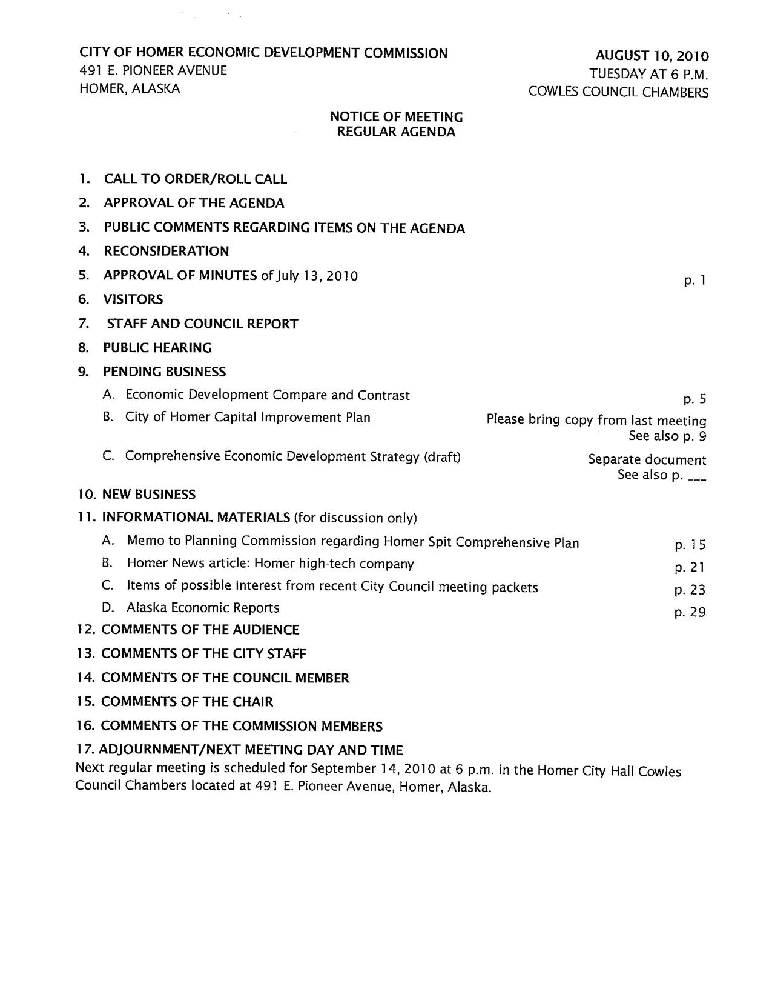 CITY OF HOMER ECONOMIC DEVELOPMENT COMMISSION
491 E. PIONEER AVENUE
HOMER, ALASKA
AUGUST 10, 2010
TUESDAY AT 6 P.M.
COWLES COUNCIL CHAMBERS
NOTICE OF MEETING
REGULAR AGENDA
1. CALL TO ORDER/ROLL CALL
2. APPROVAL OF THE AGENDA
3. PUBLIC COMMENTS REGARDING ITEMS ON THE AGENDA
4. RECONSIDERATION
5. APPROVAL OF MINUTES of July 13, 2010 p. 1
6. VISITORS
7. STAFF AND COUNCIL REPORT
8. PUBLIC HEARING
9. PENDING BUSINESS
A. Economic Development Compare and Contrast p. 5
B. City of Homer Capital Improvement Plan Please bring copy from last meeting
See also p. 9
C. Comprehensive Economic Development Strategy (draft) Separate document
See also p. ___
10. NEW BUSINESS
11. INFORMATIONAL MATERIALS (for discussion only)
A. Memo to Planning Commission regarding Homer Spit Comprehensive Plan p. 15
B. Homer News article: Homer high-tech company p. 21
C. Items of possible interest from recent City Council meeting packets p. 23
D. Alaska Economic Reports p. 29
12. COMMENTS OF THE AUDIENCE
13. COMMENTS OF THE CITY STAFF
14. COMMENTS OF THE COUNCIL MEMBER
15. COMMENTS OF THE CHAIR
16. COMMENTS OF THE COMMISSION MEMBERS
17. ADJOURNMENT/NEXT MEETING DAY AND TIME
Next regular meeting is scheduled for September 14, 2010 at 6 p.m. in the Homer City Hall Cowles
Council Chambers located at 491 E. Pioneer Avenue, Homer, Alaska.